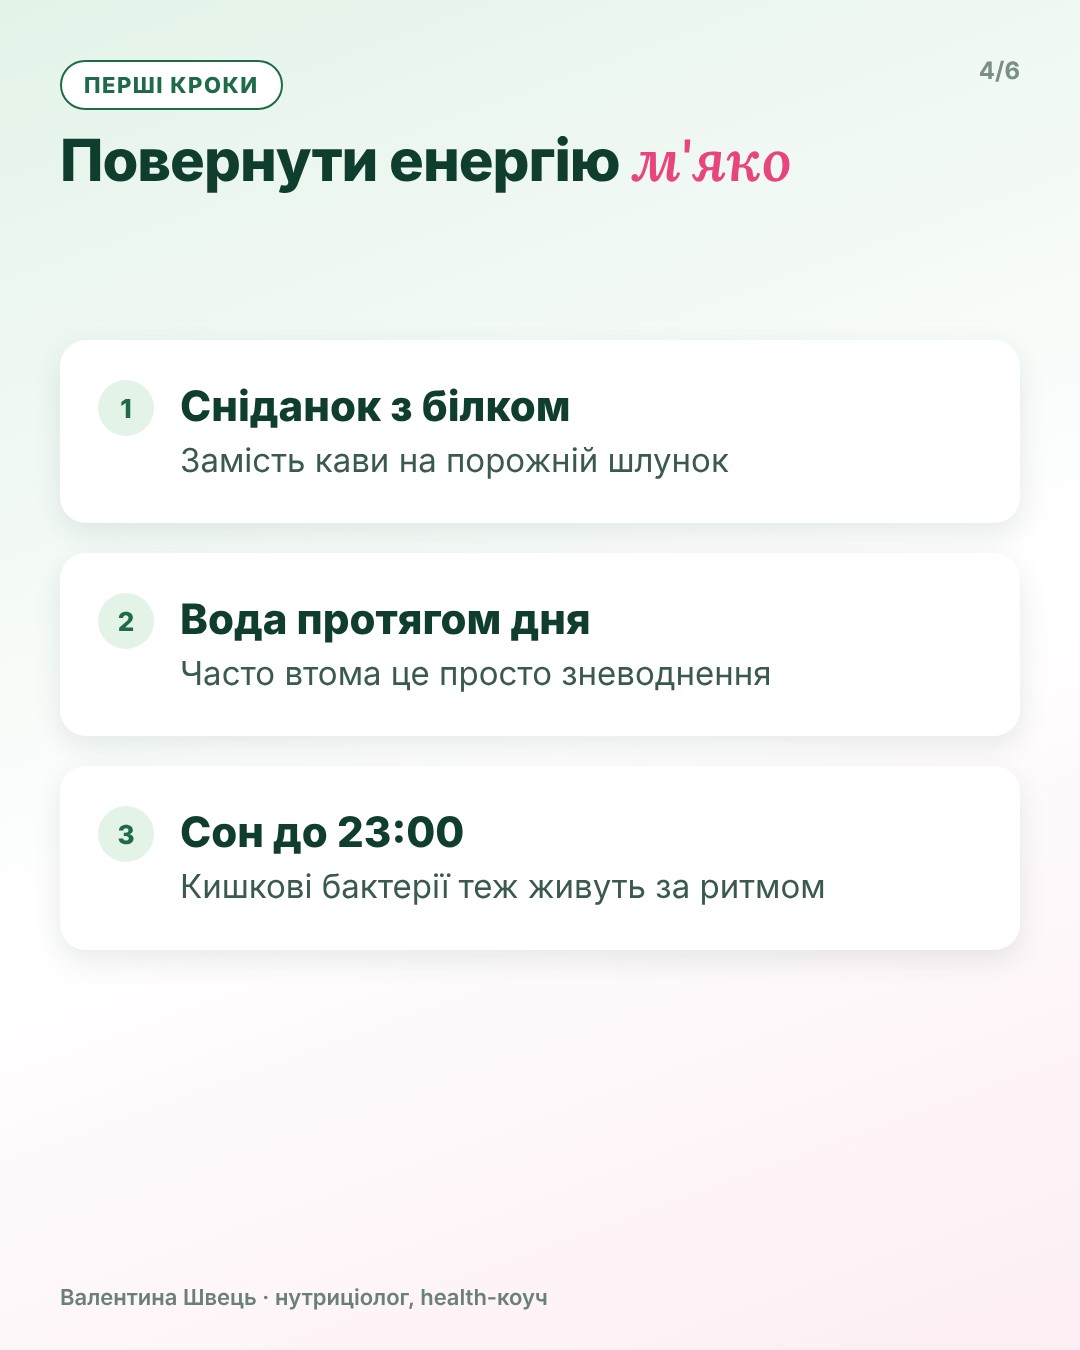 ПЕРШІ КРОКИ
4/6
Повернути енергію м'яко
1
Сніданок з білком
Замість кави на порожній шлунок
2
Вода протягом дня
Часто втома це просто зневоднення
3
Сон до 23:00
Кишкові бактерії теж живуть за ритмом
Валентина Швець · нутриціолог, health-коуч